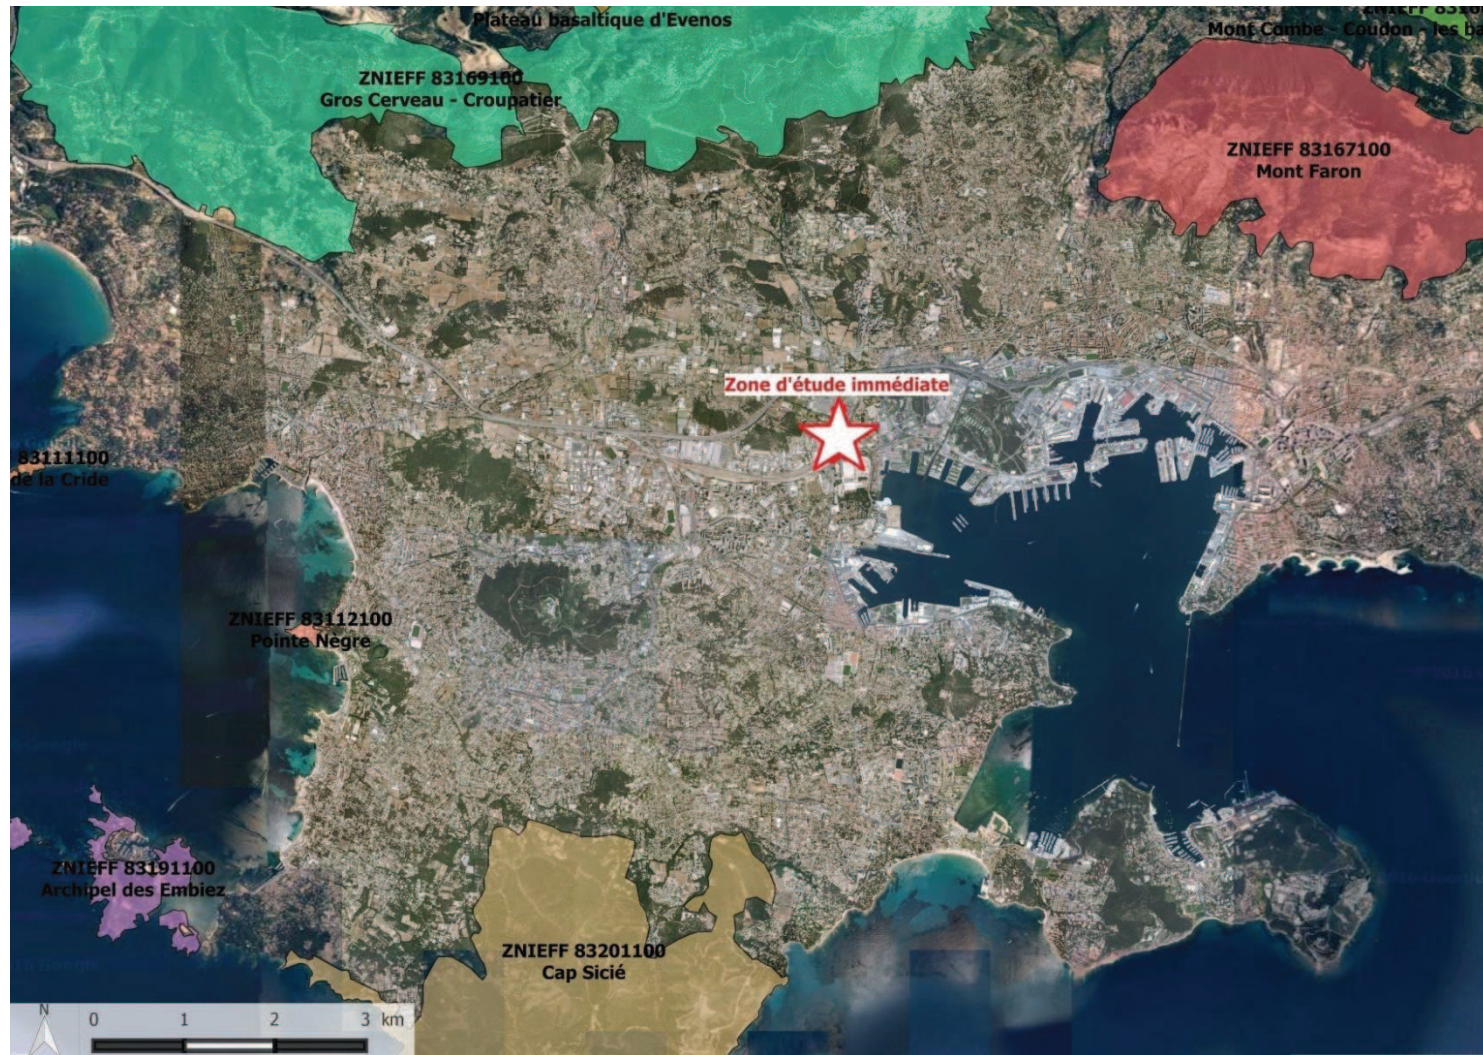 Plateau basaltique d'Evenos
Mont Combe - Coudon - les
ZNIEFF 83169100
Gros Cerveau - Croupatier
ZNIEFF 83167100
Mont Faron
Zone d'étude immédiate
83111100
de la Cride
ZNIEFF 83112100
Pointe Nègre
ZNIEFF 83191100
Archipel des Embiez
ZNIEFF 83201100
Cap Sicié
N
0 1 2 3 km